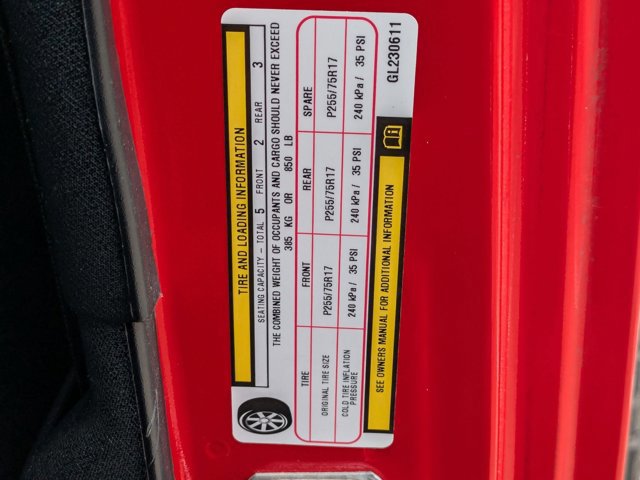 TIRE AND LOADING INFORMATION
SEATING CAPACITY - TOTAL 5 FRONT 2 REAR 3
THE COMBINED WEIGHT OF OCCUPANTS AND CARGO SHOULD NEVER EXCEED
385 KG OR 850 LB
TIRE FRONT REAR SPARE
ORIGINAL TIRE SIZE P255/75R17 P255/75R17 P255/75R17
COLD TIRE INFLATION PRESSURE 240 kPa / 35 PSI 240 kPa / 35 PSI 240 kPa / 35 PSI
SEE OWNERS MANUAL FOR ADDITIONAL INFORMATION
GL230611